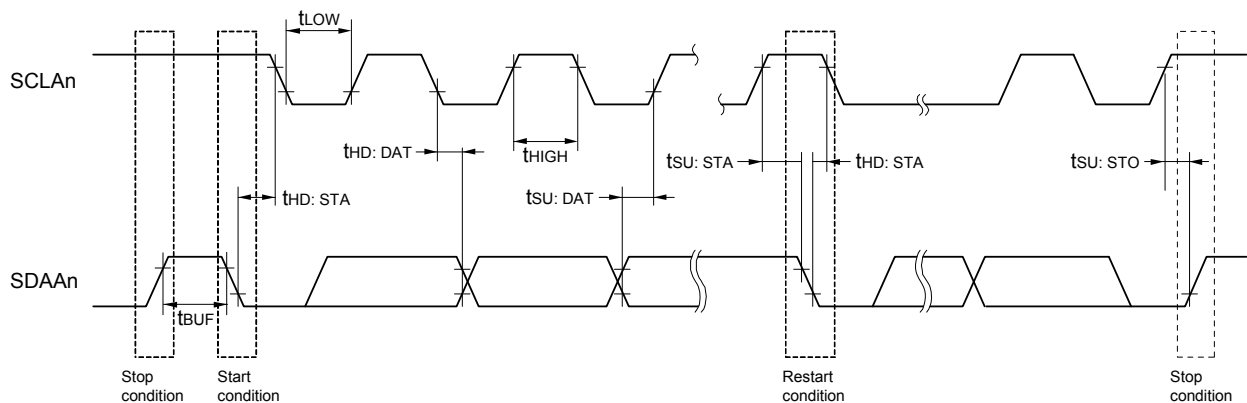 tLOW
SCLAn
tHD: DAT
tHIGH
tSU: STA
tHD: STA
tSU: STO
tHD: STA
tSU: DAT
SDAAn
tBUF
Stop
condition
Start
condition
Restart
condition
Stop
condition